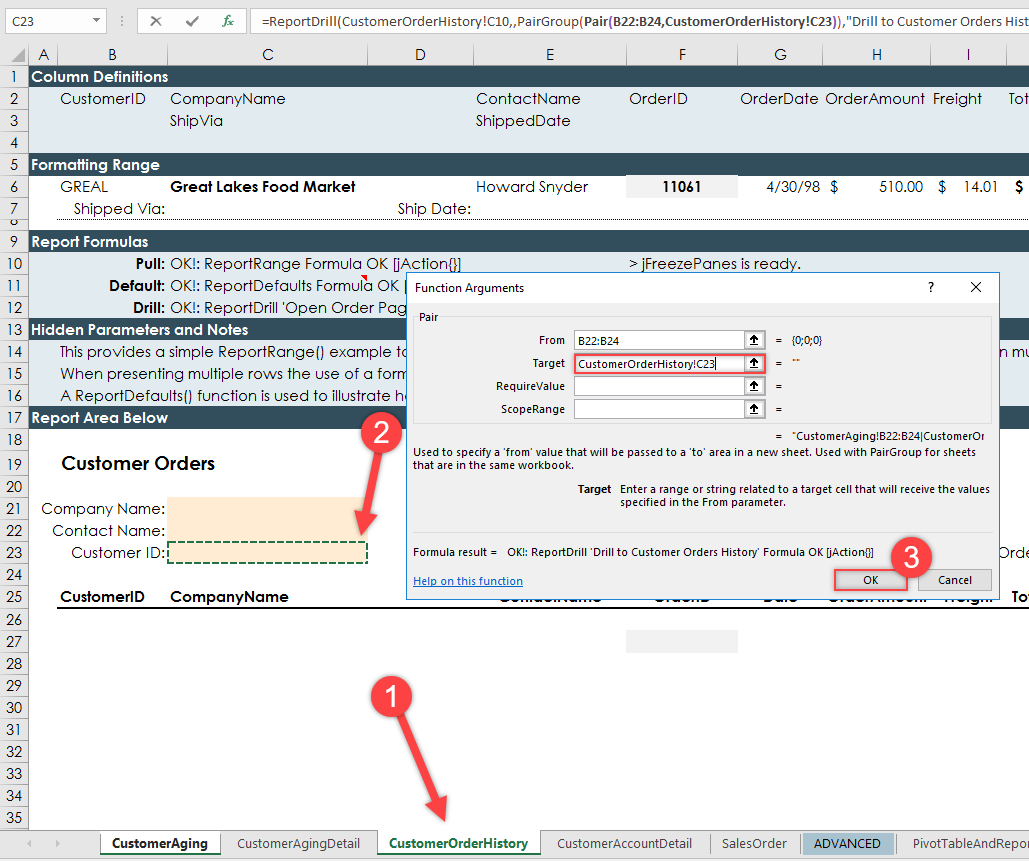 C23 fx =ReportDrill(CustomerOrderHistory!C10,,PairGroup(Pair(B22:B24,CustomerOrderHistory!C23)),"Drill to Customer Orders Hist
A B C D E F G H I
1 Column Definitions
2 CustomerID CompanyName ContactName OrderID OrderDate OrderAmount Freight Tot
3 ShipVia ShippedDate
4
5 Formatting Range
6 GREAL Great Lakes Food Market Howard Snyder 11061 4/30/98 $ 510.00 $ 14.01 $
7 Shipped Via: Ship Date:
8
9 Report Formulas
10 Pull: OK!: ReportRange Formula OK [jAction{}] > jFreezePanes is ready.
11 Default: OK!: ReportDefaults Formula OK [
12 Drill: OK!: ReportDrill 'Open Order Pag
13 Hidden Parameters and Notes
14 This provides a simple ReportRange() example to n mu
15 When presenting multiple rows the use of a form
16 A ReportDefaults() function is used to illustrate h
17 Report Area Below
18
19 Customer Orders
20
21 Company Name:
22 Contact Name:
23 Customer ID: Orde
24
25 CustomerID CompanyName ContactName OrderID Date OrderAmount Freight To
26
27
28
29
30
31
32
33
34
35
Function Arguments ?
Pair
From B22:B24 = {0;0;0}
Target CustomerOrderHistory!C23 = ""
RequireValue =
ScopeRange =
= "CustomerAging!B22:B24|CustomerOr
Used to specify a 'from' value that will be passed to a 'to' area in a new sheet. Used with PairGroup for sheets
that are in the same workbook.
Target Enter a range or string related to a target cell that will receive the values
specified in the From parameter.
Formula result = OK!: ReportDrill 'Drill to Customer Orders History' Formula OK [jAction{}]
Help on this function OK Cancel
2
3
1
CustomerAging CustomerAgingDetail CustomerOrderHistory CustomerAccountDetail SalesOrder ADVANCED PivotTableAndRepor